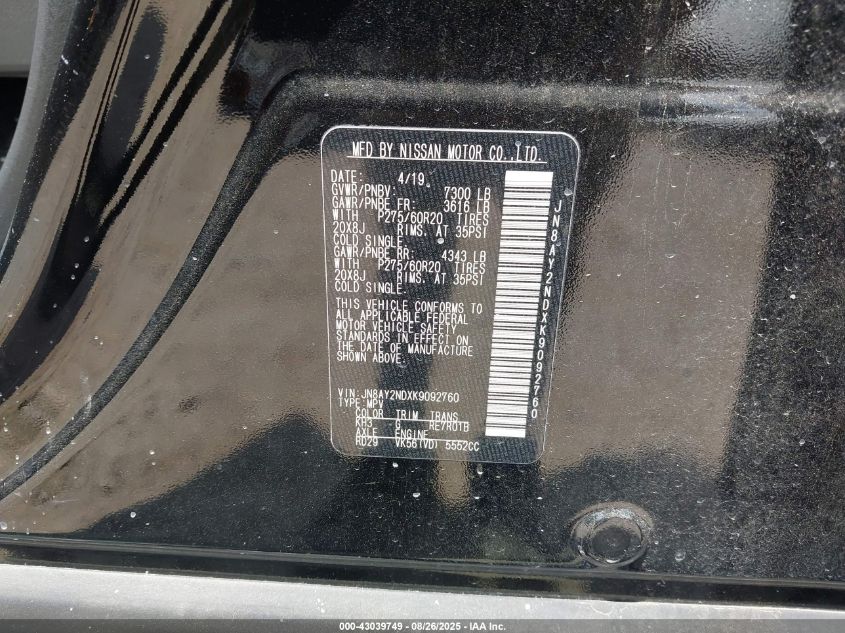 MFD BY NISSAN MOTOR CO.,LTD.
DATE: 4/19
GVWR/PNBV: 7300 LB
GAWR/PNBE FR: 3616 LB
WITH P275/60R20 TIRES
20X8J RIMS. AT 35PSI
COLD SINGLE.
GAWR/PNBE RR: 4343 LB
WITH P275/60R20 TIRES
20X8J RIMS. AT 35PSI
COLD SINGLE.
THIS VEHICLE CONFORMS TO
ALL APPLICABLE FEDERAL
MOTOR VEHICLE SAFETY
STANDARDS IN EFFECT ON
THE DATE OF MANUFACTURE
SHOWN ABOVE.
VIN:JN8AY2NDXK9092760
TYPE:MPV
COLOR TRIM TRANS
KH3 G RE7R01B
AXLE ENGINE
RD29 VK56(VD) 5552CC
JN8AY2NDXK9092760
000-43039749 - 08/26/2025 - IAA Inc.